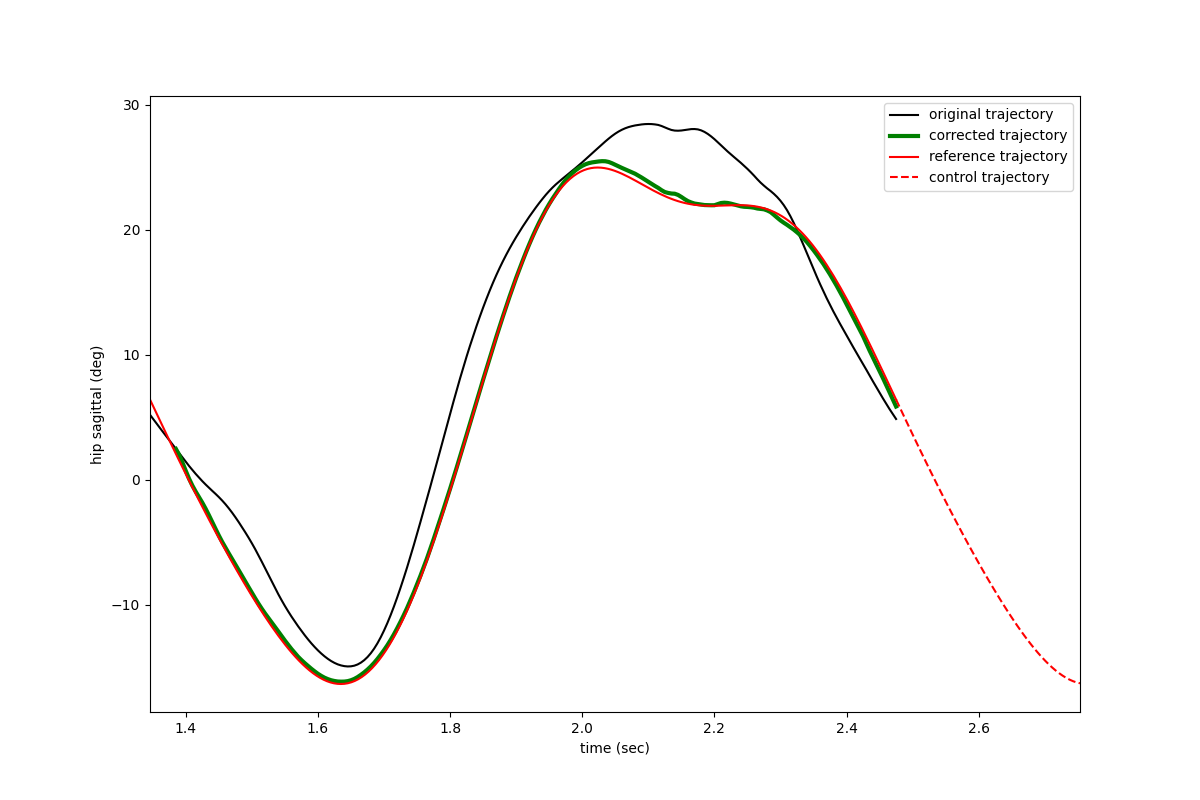 original trajectory
corrected trajectory
reference trajectory
control trajectory
30
20
10
0
−10
hip sagittal (deg)
1.4 1.6 1.8 2.0 2.2 2.4 2.6
time (sec)